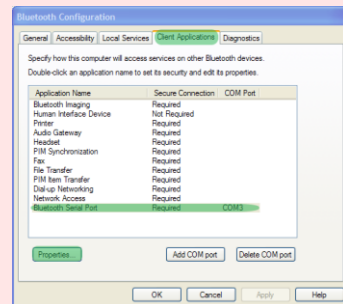 Bluetooth Configuration
General Accessibility Local Services Client Applications Diagnostics
Specify how this computer will access services on other Bluetooth devices.
Double-click an application name to set its security and edit its properties.
Application Name Secure Connection COM Port
Bluetooth Imaging Required
Human Interface Device Not Required
Printer Required
Audio Gateway Required
Headset Required
PIM Synchronization Required
Fax Required
File Transfer Required
PIM Item Transfer Required
Dial-up Networking Required
Network Access Required
Bluetooth Serial Port Required COM3
Properties... Add COM port Delete COM port
OK Cancel Apply Help